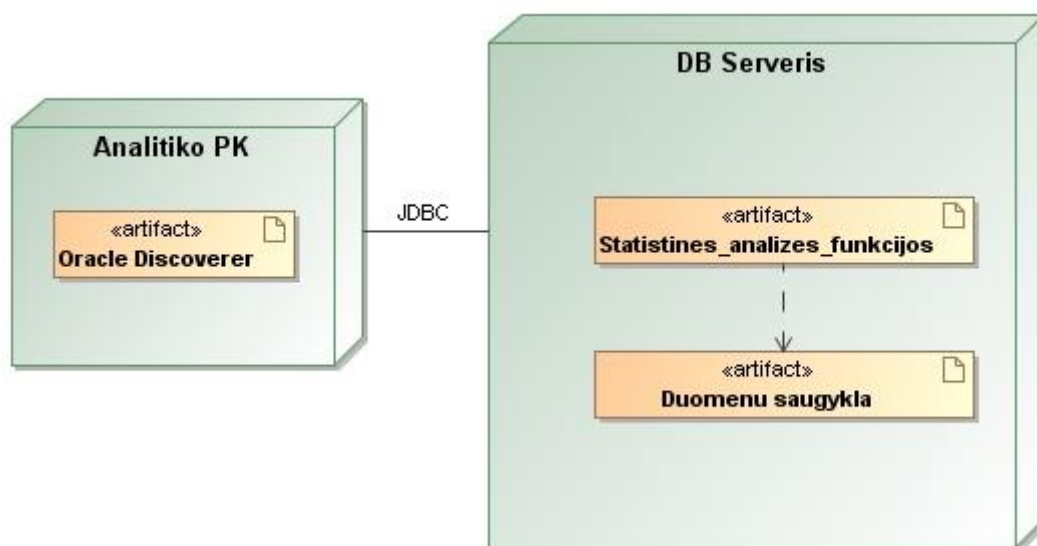 DB Serveris
Analitiko PK
«artifact»
Oracle Discoverer
JDBC
«artifact»
Statistines_analizes_funkcijos
«artifact»
Duomenu saugykla